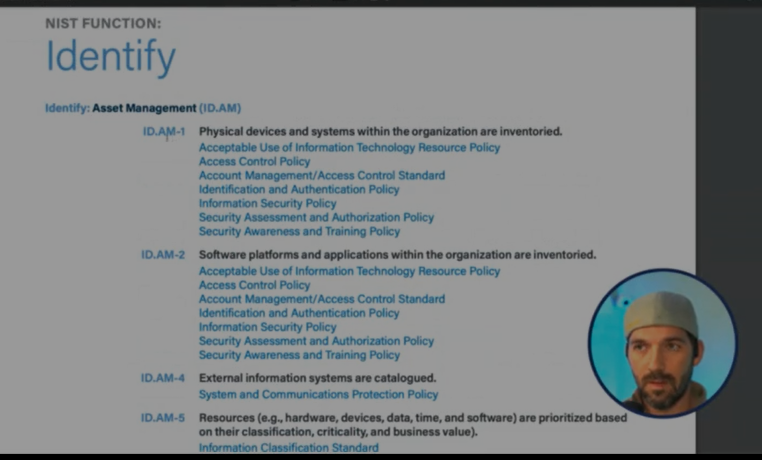 NIST FUNCTION:
Identify
Identify: Asset Management (ID.AM)
ID.AM-1 Physical devices and systems within the organization are inventoried.
Acceptable Use of Information Technology Resource Policy
Access Control Policy
Account Management/Access Control Standard
Identification and Authentication Policy
Information Security Policy
Security Assessment and Authorization Policy
Security Awareness and Training Policy
ID.AM-2 Software platforms and applications within the organization are inventoried.
Acceptable Use of Information Technology Resource Policy
Access Control Policy
Account Management/Access Control Standard
Identification and Authentication Policy
Information Security Policy
Security Assessment and Authorization Policy
Security Awareness and Training Policy
ID.AM-4 External information systems are catalogued.
System and Communications Protection Policy
ID.AM-5 Resources (e.g., hardware, devices, data, time, and software) are prioritized based
on their classification, criticality, and business value).
Information Classification Standard